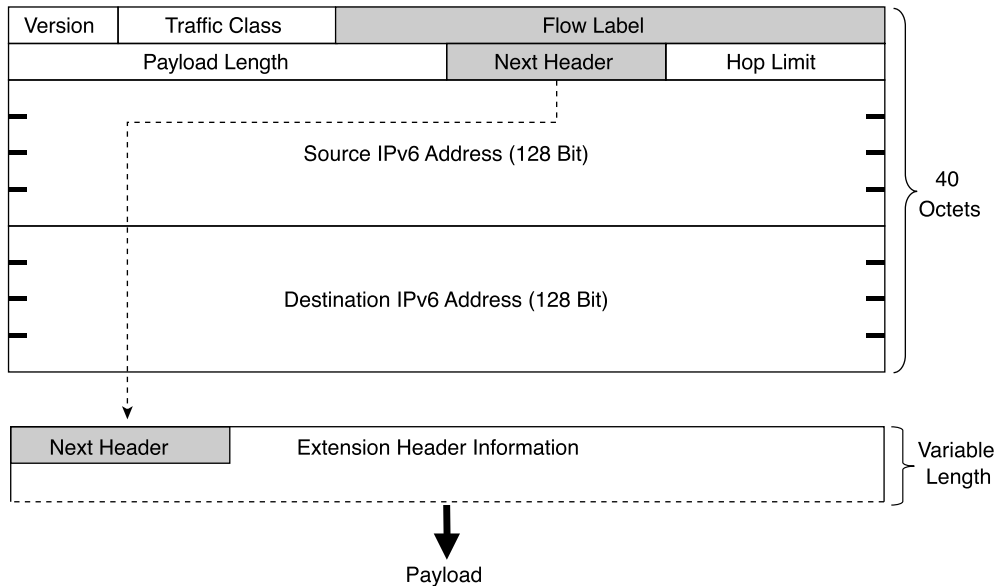 Version Traffic Class Flow Label
Payload Length Next Header Hop Limit
Source IPv6 Address (128 Bit)
40
Octets
Destination IPv6 Address (128 Bit)
Next Header Extension Header Information
Variable
Length
Payload